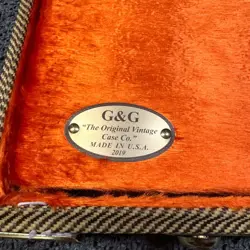 G&G
"The Original Vintage
Case Co."
MADE IN U.S.A.
2019